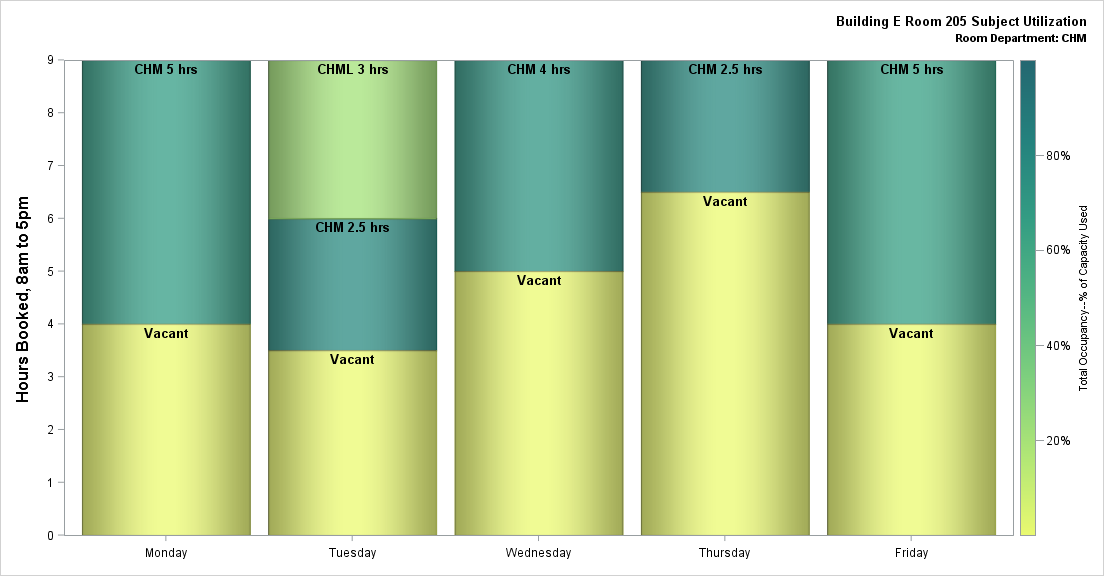 Building E Room 205 Subject Utilization
Room Department: CHM
Hours Booked, 8am to 5pm
9
8
7
6
5
4
3
2
1
0
CHM 5 hrs
Vacant
CHML 3 hrs
CHM 2.5 hrs
Vacant
CHM 4 hrs
Vacant
CHM 2.5 hrs
Vacant
CHM 5 hrs
Vacant
Monday
Tuesday
Wednesday
Thursday
Friday
80%
60%
40%
20%
Total Occupancy--% of Capacity Used